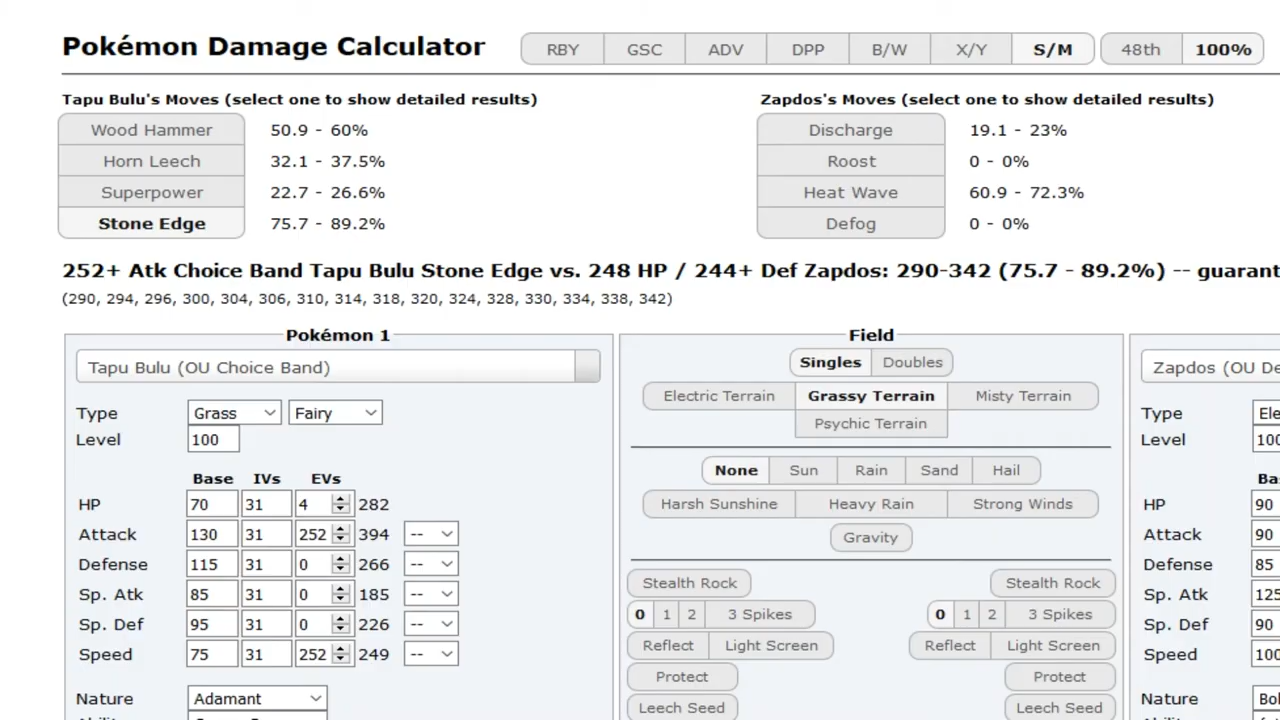 Pokémon Damage Calculator RBY GSC ADV DPP B/W X/Y S/M 48th 100%
Tapu Bulu's Moves (select one to show detailed results) Zapdos's Moves (select one to show detailed results)
Wood Hammer 50.9 - 60% Discharge 19.1 - 23%
Horn Leech 32.1 - 37.5% Roost 0 - 0%
Superpower 22.7 - 26.6% Heat Wave 60.9 - 72.3%
Stone Edge 75.7 - 89.2% Defog 0 - 0%
252+ Atk Choice Band Tapu Bulu Stone Edge vs. 248 HP / 244+ Def Zapdos: 290-342 (75.7 - 89.2%) -- guarant
(290, 294, 296, 300, 304, 306, 310, 314, 318, 320, 324, 328, 330, 334, 338, 342)
Pokémon 1 Field
Tapu Bulu (OU Choice Band) Singles Doubles Zapdos (OU De
Electric Terrain Grassy Terrain Misty Terrain
Type Grass Fairy Psychic Terrain Type Ele
Level 100 Level 100
None Sun Rain Sand Hail
Base IVs EVs Ba
HP 70 31 4 282 Harsh Sunshine Heavy Rain Strong Winds HP 90
Attack 130 31 252 394 -- Gravity Attack 90
Defense 115 31 0 266 -- Defense 85
Stealth Rock Stealth Rock
Sp. Atk 85 31 0 185 -- Sp. Atk 125
0 1 2 3 Spikes 0 1 2 3 Spikes
Sp. Def 95 31 0 226 -- Sp. Def 90
Reflect Light Screen Reflect Light Screen
Speed 75 31 252 249 -- Speed 100
Protect Protect
Nature Adamant Nature Bol
Leech Seed Leech Seed